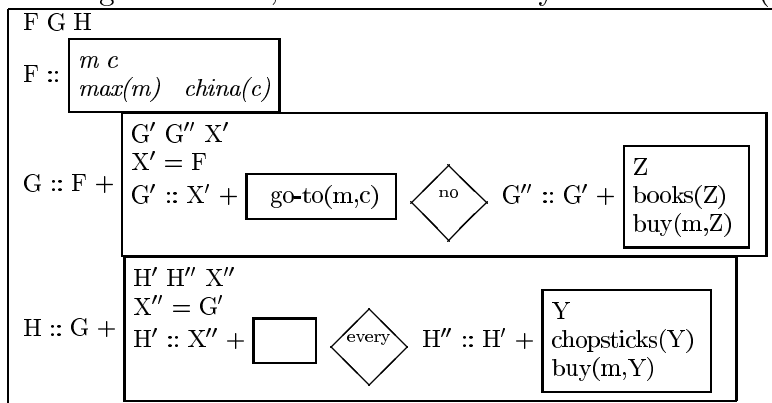 F G H
F :: m c
max(m) china(c)
G :: F +
G′ G″ X′
X′ = F
G′ :: X′ + go-to(m,c) no G″ :: G′ +
Z
books(Z)
buy(m,Z)
H :: G +
H′ H″ X″
X″ = G′
H′ :: X″ + every H″ :: H′ +
Y
chopsticks(Y)
buy(m,Y)